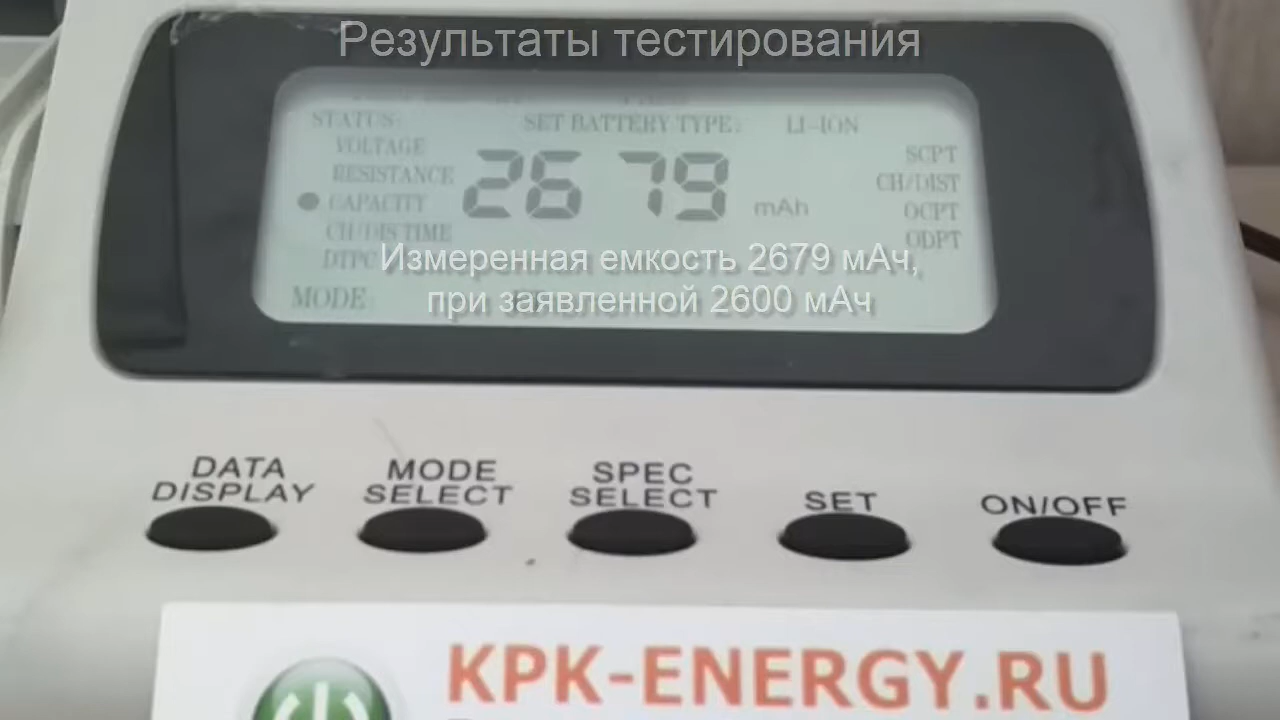 Результаты тестирования
STATUS: SET BATTERY TYPE: LI-ION
VOLTAGE
RESISTANCE
CAPACITY
CH/DIS TIME
DTPC
2679 mAh
SCPT
CH/DIST
OCPT
ODPT
Измеренная емкость 2679 мАч,
при заявленной 2600 мАч
MODE:
DATA DISPLAY
MODE SELECT
SPEC SELECT
SET
ON/OFF
KPK-ENERGY.RU